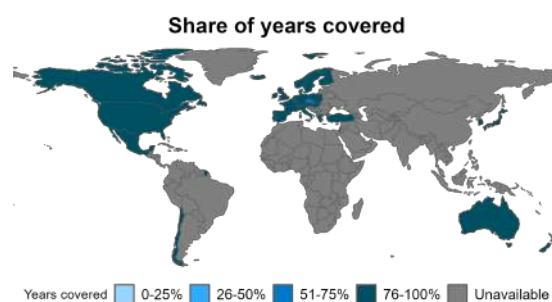 Share of years covered
Years covered 0-25% 26-50% 51-75% 76-100% Unavailable